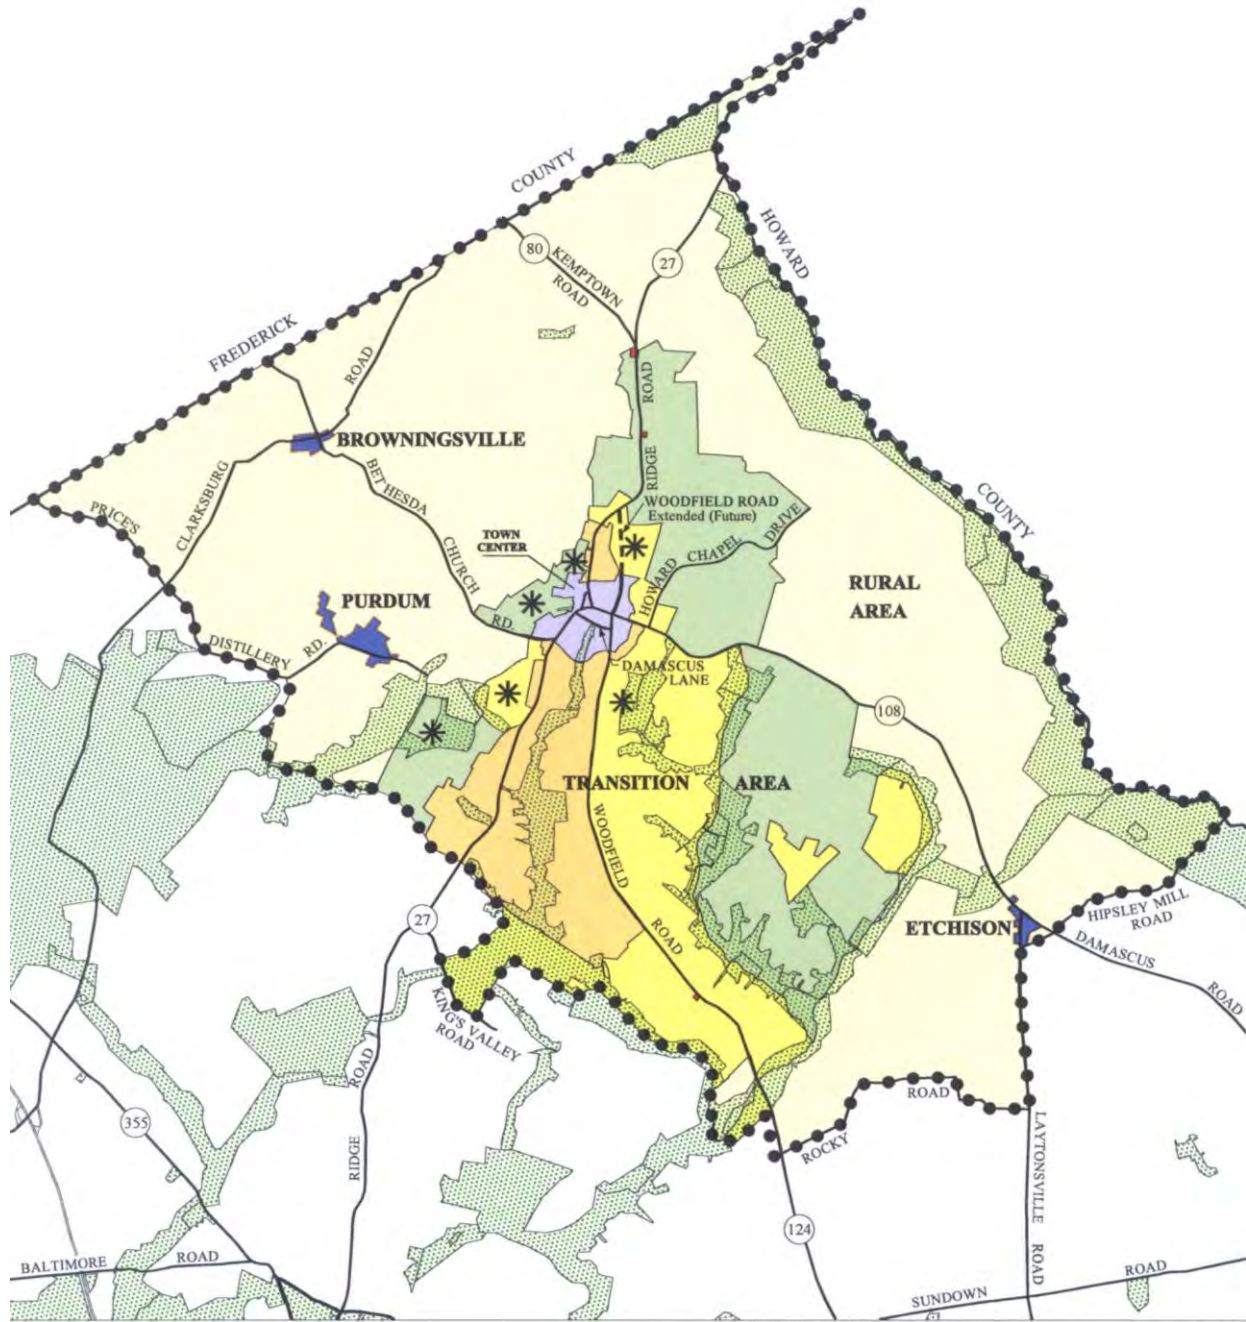 COUNTY
HOWARD
80
KEMPTOWN
ROAD
27
FREDERICK
ROAD
ROAD
BROWNINGSVILLE
RIDGE
CLARKSBURG
BETHESDA
PRICE'S
WOODFIELD ROAD
Extended (Future)
COUNTY
TOWN
CENTER
CHURCH
CHAPEL
DRIVE
HOWARD
RURAL
AREA
PURDUM
RD.
DISTILLERY
RD.
DAMASCUS
LANE
108
TRANSITION
AREA
WOODFIELD
ROAD
27
ETCHISON
HIPSLEY MILL
ROAD
DAMASCUS
ROAD
KING'S VALLEY
ROAD
ROAD
ROAD
355
ROCKY
RIDGE
LAYTONSVILLE
ROAD
124
BALTIMORE
ROAD
SUNDOWN
ROAD